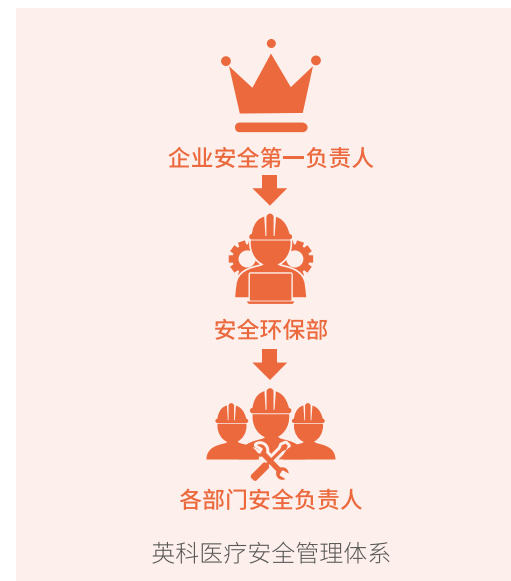 企业安全第一负责人
安全环保部
各部门安全负责人
英科医疗安全管理体系